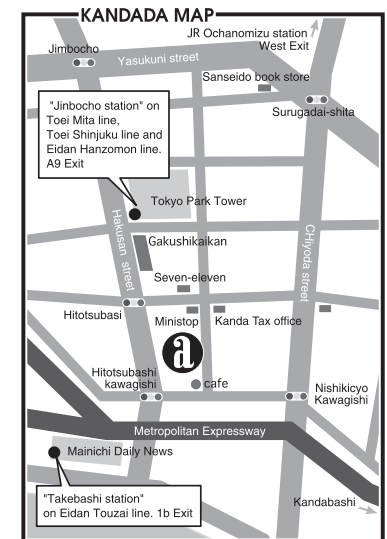 KANDADA MAP
JR Ochanomizu station
West Exit
Jimbocho
Yasukuni street
Sanseido book store
Surugadai-shita
"Jinbocho station" on
Toei Mita line,
Toei Shinjuku line and
Eidan Hanzomon line.
A9 Exit
Tokyo Park Tower
Hakusan street
Gakushikaikan
CHiyoda street
Seven-eleven
Hitotsubasi
Ministop
Kanda Tax office
a
Hitotsubashi
kawagishi
cafe
Nishikicyo
Kawagishi
Metropolitan Expressway
Mainichi Daily News
"Takebashi station"
on Eidan Touzai line. 1b Exit
Kandabashi